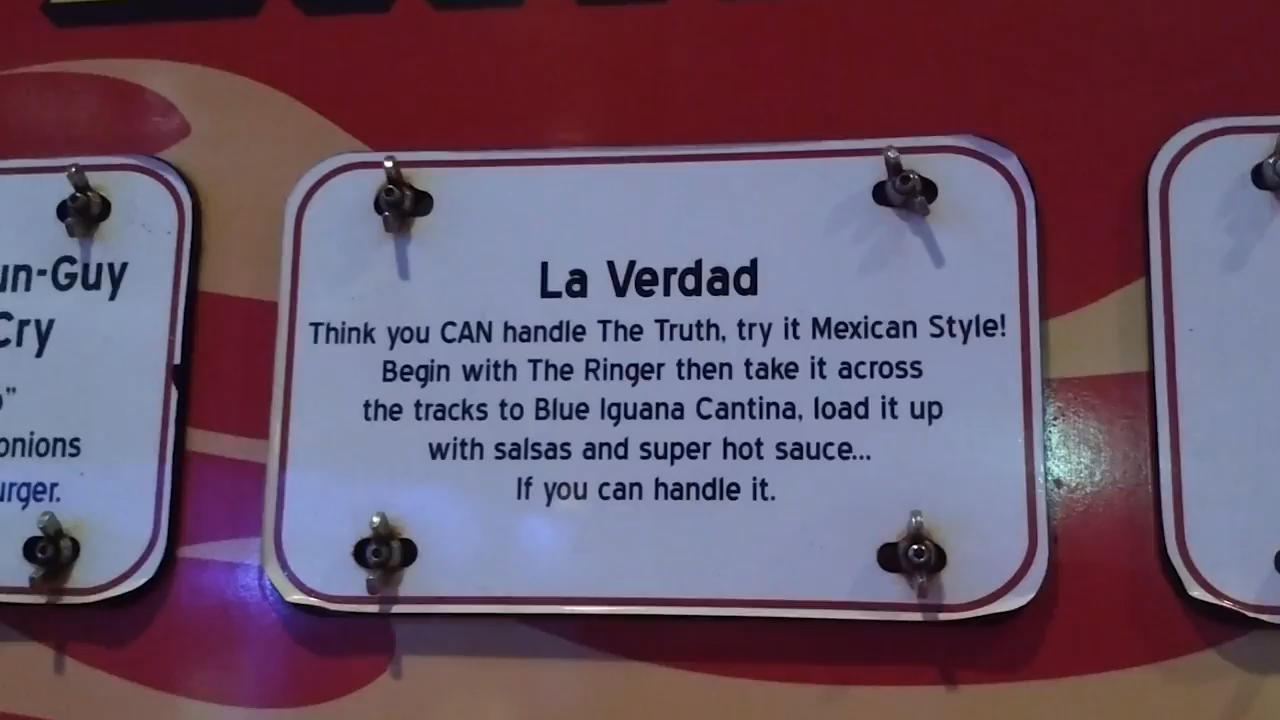 un-Guy
Cry
onions
urger.
La Verdad
Think you CAN handle The Truth, try it Mexican Style!
Begin with The Ringer then take it across
the tracks to Blue Iguana Cantina, load it up
with salsas and super hot sauce...
If you can handle it.